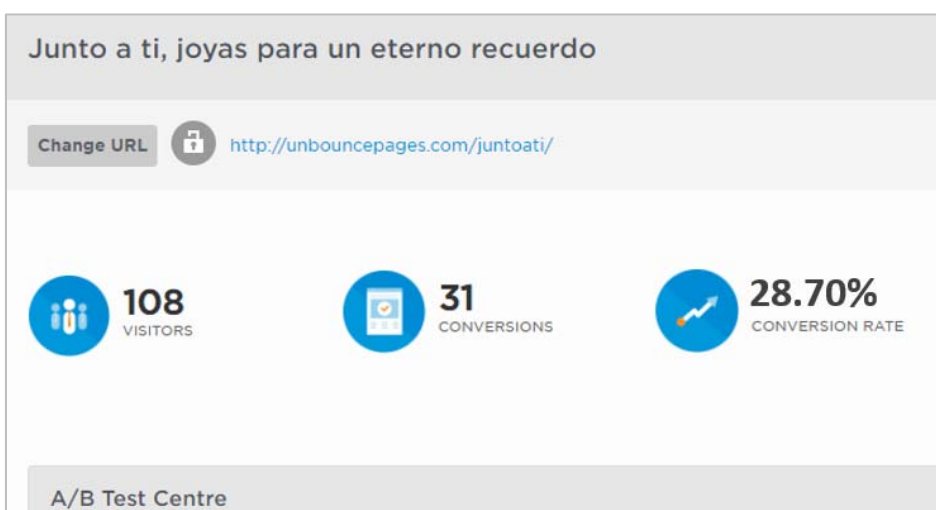 Junto a ti, joyas para un eterno recuerdo
Change URL http://unbouncepages.com/juntoati/
108
VISITORS
31
CONVERSIONS
28.70%
CONVERSION RATE
A/B Test Centre